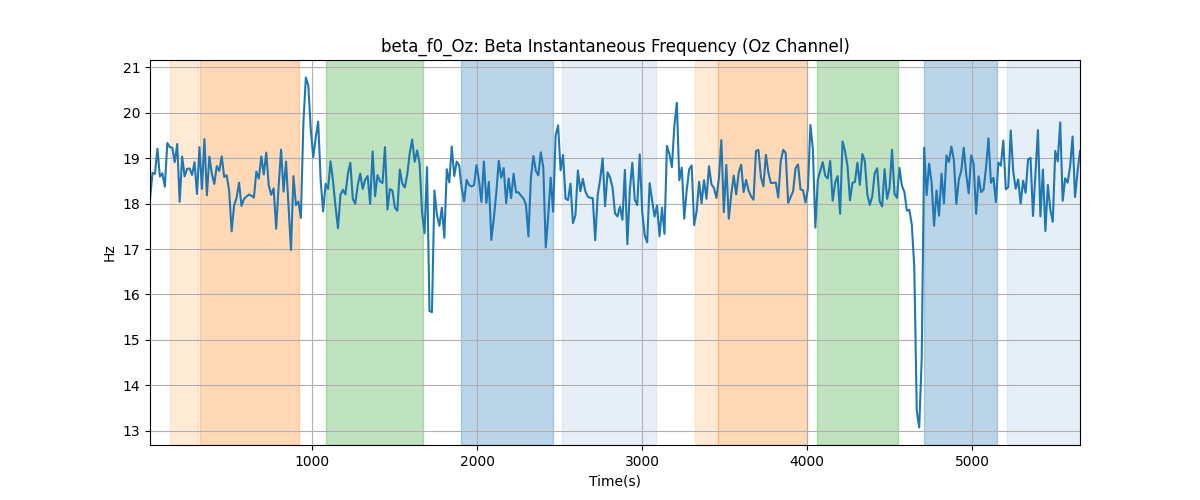 beta_f0_Oz: Beta Instantaneous Frequency (Oz Channel)
21
20
19
18
17
16
15
14
13
Hz
1000 2000 3000 4000 5000
Time(s)